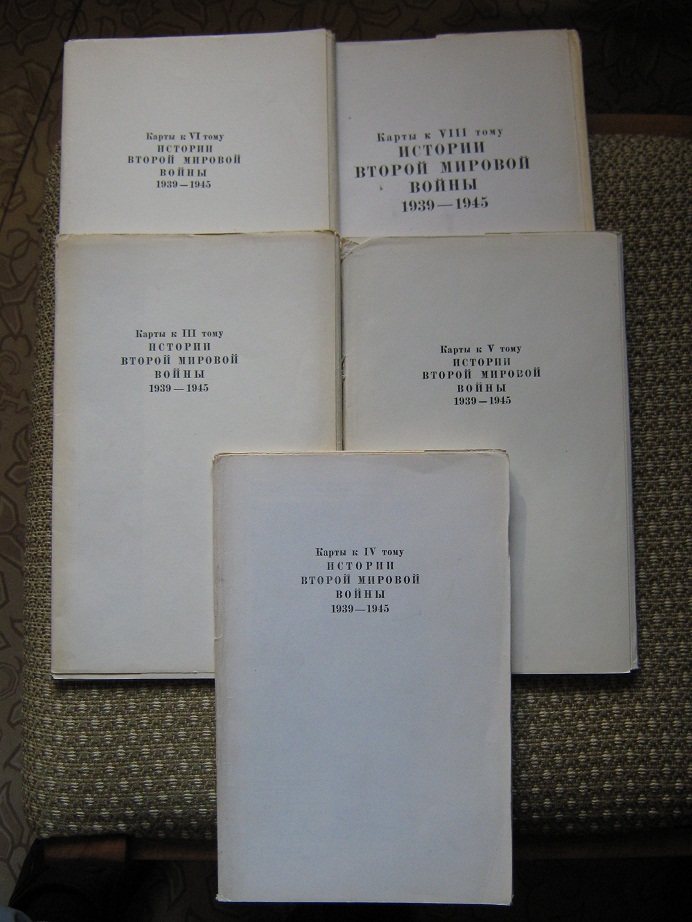 Карты к VI тому
ИСТОРИИ
ВТОРОЙ МИРОВОЙ
ВОЙНЫ
1939—1945
Карты к VIII тому
ИСТОРИИ
ВТОРОЙ МИРОВОЙ
ВОЙНЫ
1939—1945
Карты к III тому
ИСТОРИИ
ВТОРОЙ МИРОВОЙ
ВОЙНЫ
1939—1945
Карты к V тому
ИСТОРИИ
ВТОРОЙ МИРОВОЙ
ВОЙНЫ
1939—1945
Карты к IV тому
ИСТОРИИ
ВТОРОЙ МИРОВОЙ
ВОЙНЫ
1939—1945